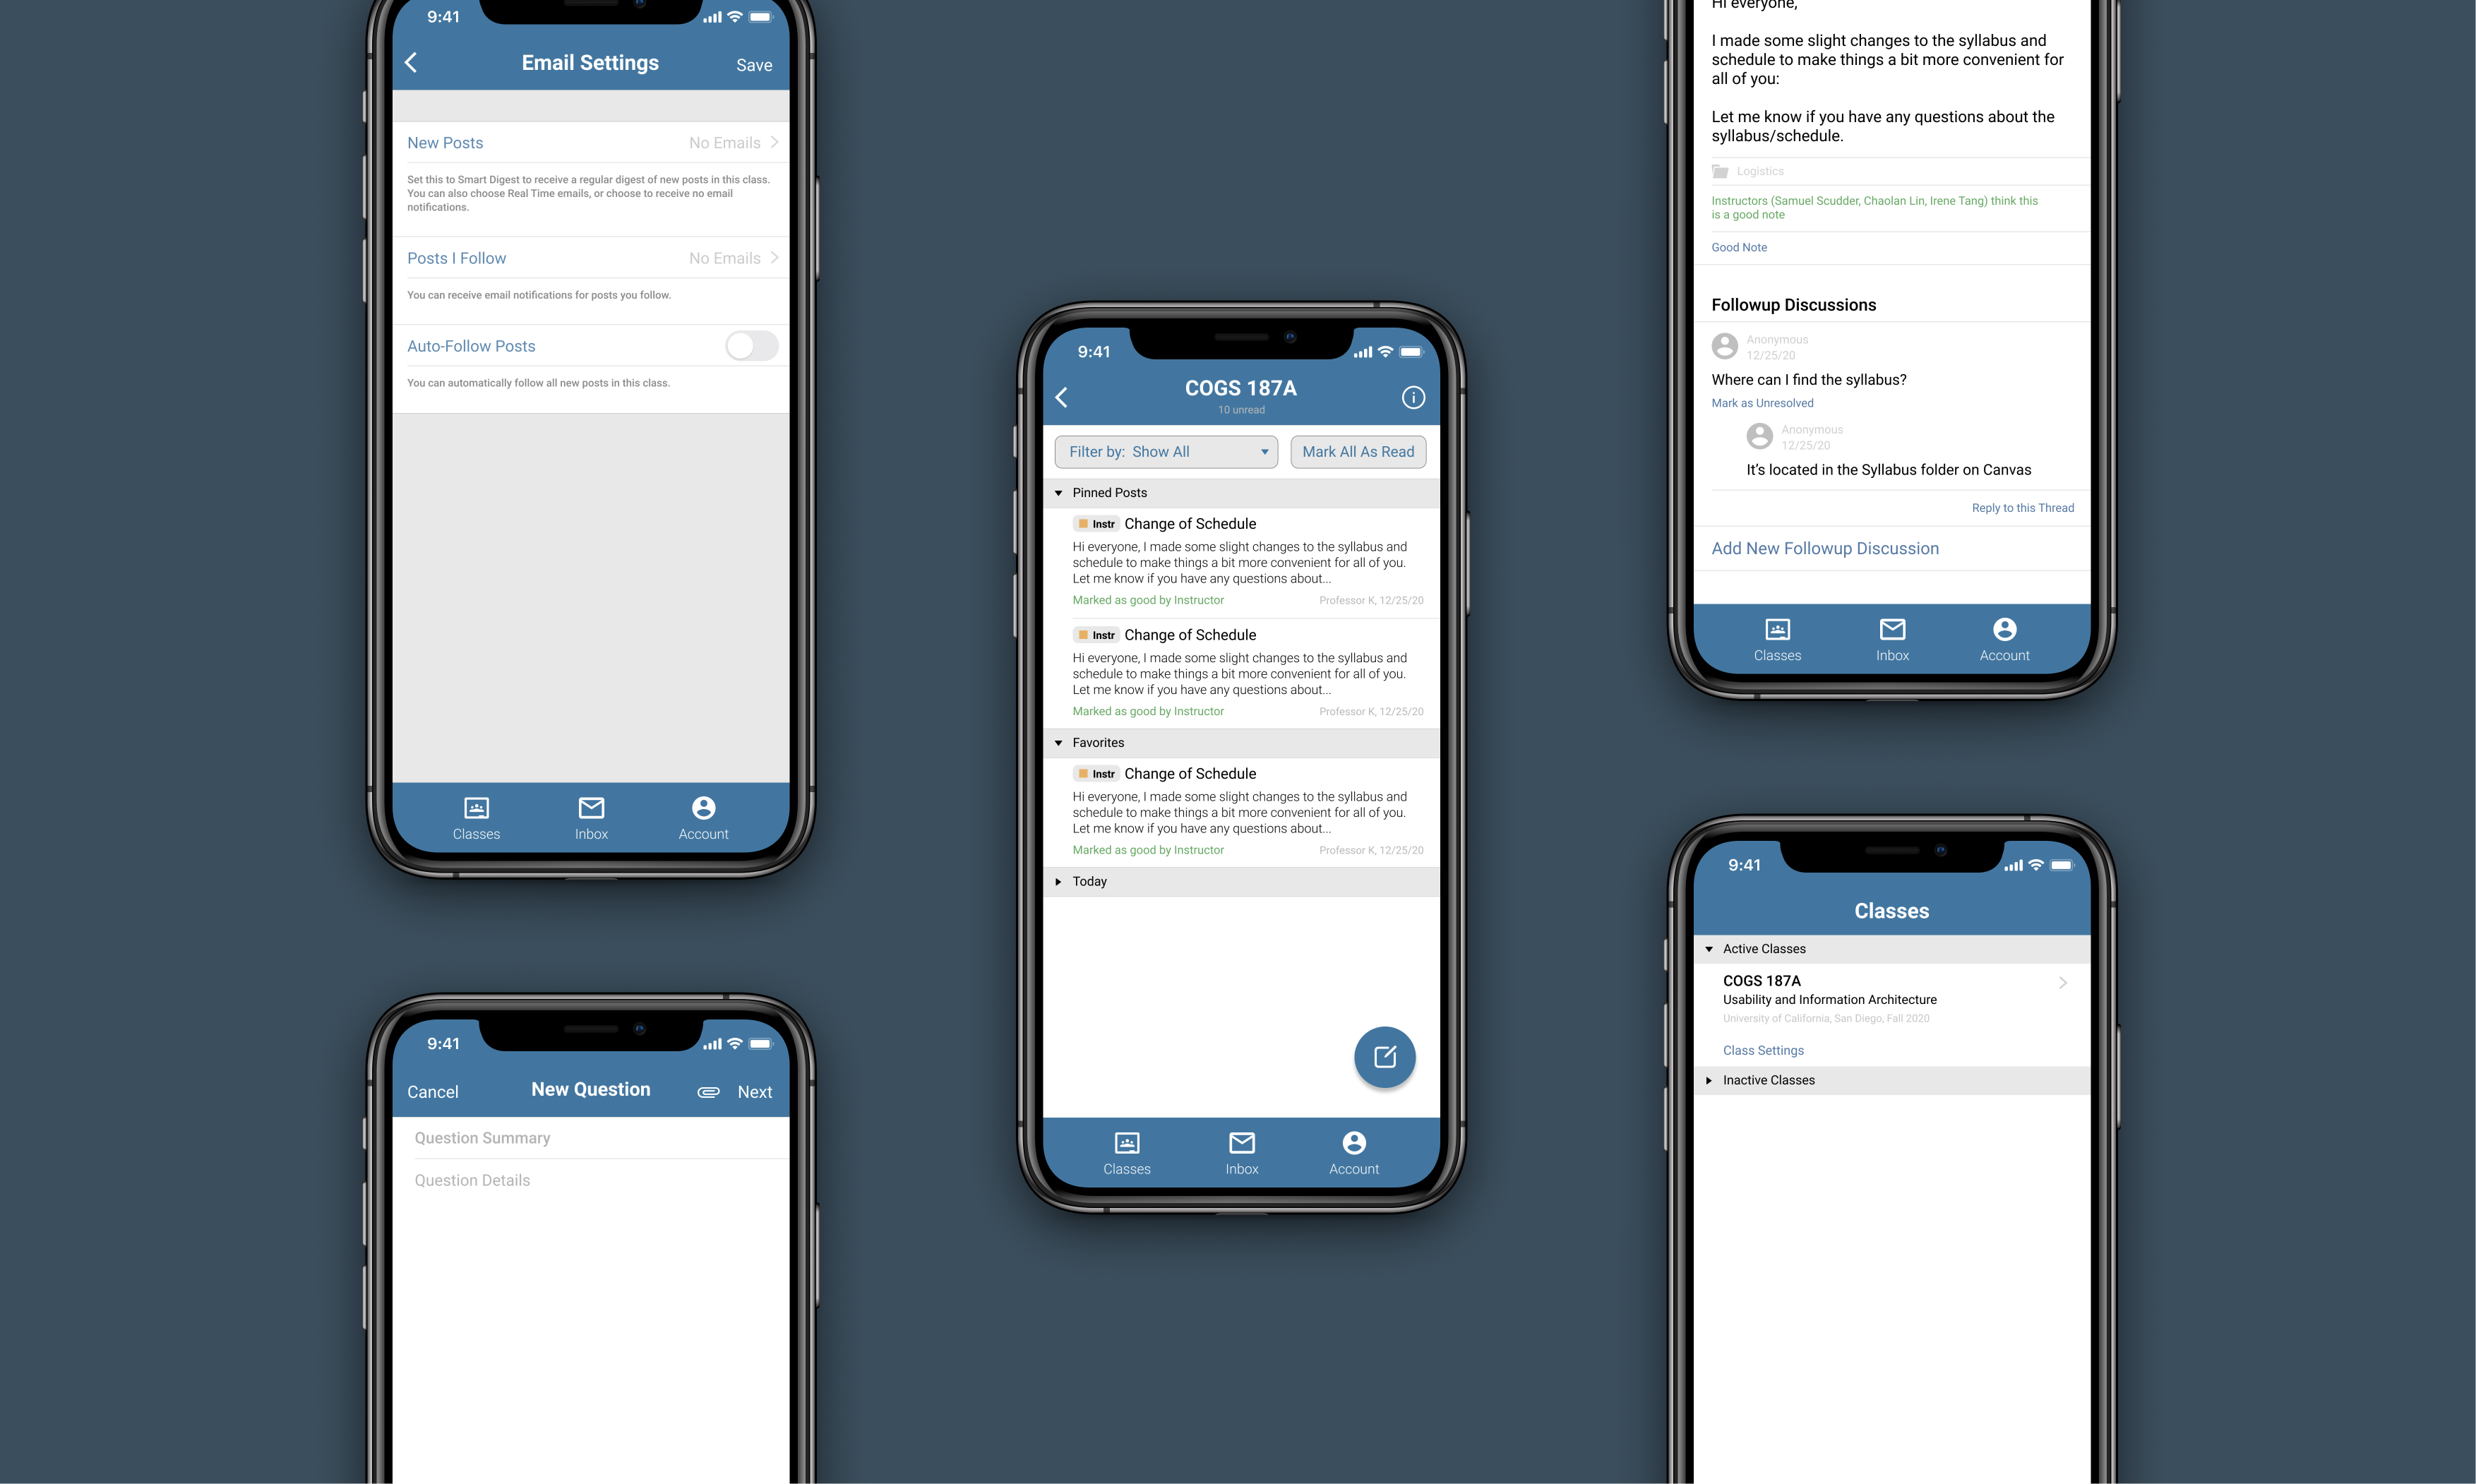 9:41
Email Settings
Save
New Posts
No Emails
Set this to Smart Digest to receive a regular digest of new posts in this class.
You can also choose Real Time emails, or choose to receive no email
notifications.
Posts I Follow
No Emails
You can receive email notifications for posts you follow.
Auto-Follow Posts
You can automatically follow all new posts in this class.
Classes
Inbox
Account
9:41
Cancel
New Question
Next
Question Summary
Question Details
9:41
COGS 187A
10 unread
Filter by: Show All
Mark All As Read
Pinned Posts
Instr Change of Schedule
Hi everyone, I made some slight changes to the syllabus and
schedule to make things a bit more convenient for all of you.
Let me know if you have any questions about...
Marked as good by Instructor
Professor K, 12/25/20
Instr Change of Schedule
Hi everyone, I made some slight changes to the syllabus and
schedule to make things a bit more convenient for all of you.
Let me know if you have any questions about...
Marked as good by Instructor
Professor K, 12/25/20
Favorites
Instr Change of Schedule
Hi everyone, I made some slight changes to the syllabus and
schedule to make things a bit more convenient for all of you.
Let me know if you have any questions about...
Marked as good by Instructor
Professor K, 12/25/20
Today
Classes
Inbox
Account
Hi everyone,
I made some slight changes to the syllabus and
schedule to make things a bit more convenient for
all of you:
Let me know if you have any questions about the
syllabus/schedule.
Logistics
Instructors (Samuel Scudder, Chaolan Lin, Irene Tang) think this
is a good note
Good Note
Followup Discussions
Anonymous
12/25/20
Where can I find the syllabus?
Mark as Unresolved
Anonymous
12/25/20
It's located in the Syllabus folder on Canvas
Reply to this Thread
Add New Followup Discussion
Classes
Inbox
Account
9:41
Classes
Active Classes
COGS 187A
Usability and Information Architecture
University of California, San Diego, Fall 2020
Class Settings
Inactive Classes